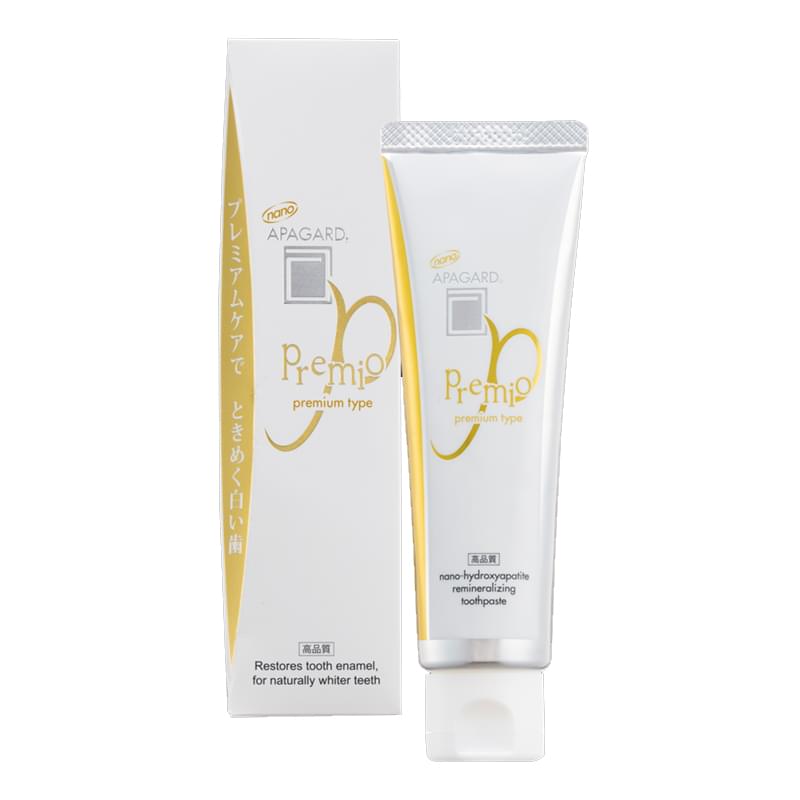 プレミアムケアで ときめく白い歯
nano
APAGARD®
p
premio
premium type
高品質
Restores tooth enamel,
for naturally whiter teeth
nano
APAGARD®
p
premio
premium type
高品質
nano-hydroxyapatite
remineralizing
toothpaste